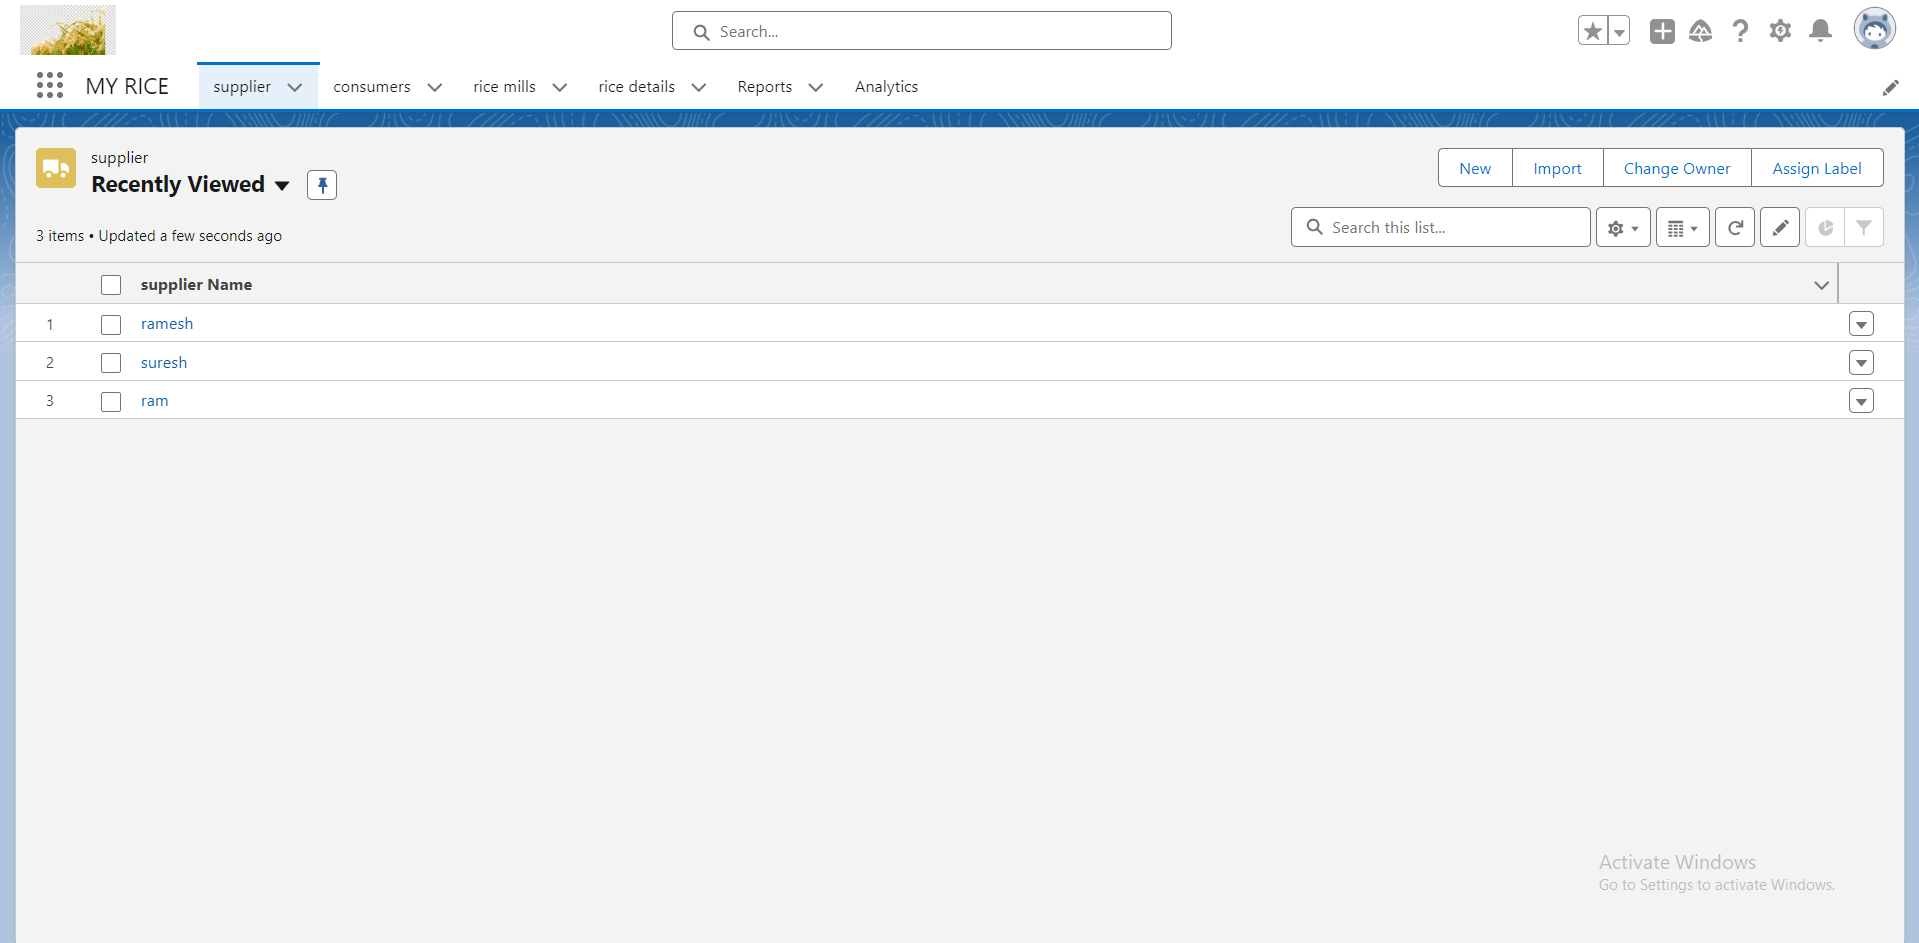 Search...
MY RICE
supplier
consumers
rice mills
rice details
Reports
Analytics
supplier
Recently Viewed
New
Import
Change Owner
Assign Label
3 items • Updated a few seconds ago
Search this list...
supplier Name
1 ramesh
2 suresh
3 ram
Activate Windows
Go to Settings to activate Windows.